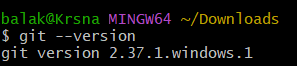 balak@Krsna MINGW64 ~/Downloads
$ git --version
git version 2.37.1.windows.1